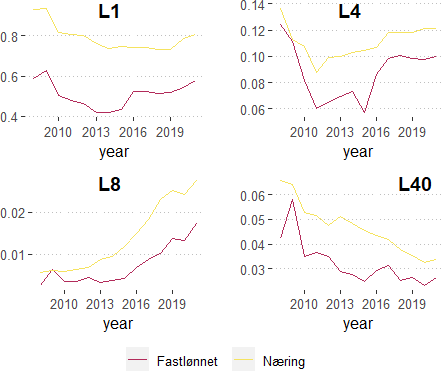 L1
0.8
0.6
0.4
2010 2013 2016 2019
year
L4
0.14
0.12
0.10
0.08
0.06
2010 2013 2016 2019
year
L8
0.02
0.01
2010 2013 2016 2019
year
L40
0.06
0.05
0.04
0.03
2010 2013 2016 2019
year
Fastlønnet Næring